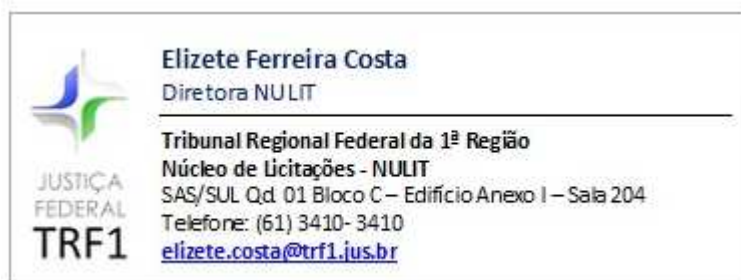 Elizete Ferreira Costa
Diretora NULIT
Tribunal Regional Federal da 1ª Região
Núcleo de Licitações - NULIT
SAS/SUL Qd. 01 Bloco C – Edifício Anexo I – Sala 204
Telefone: (61) 3410- 3410
elizete.costa@trf1.jus.br
JUSTIÇA
FEDERAL
TRF1